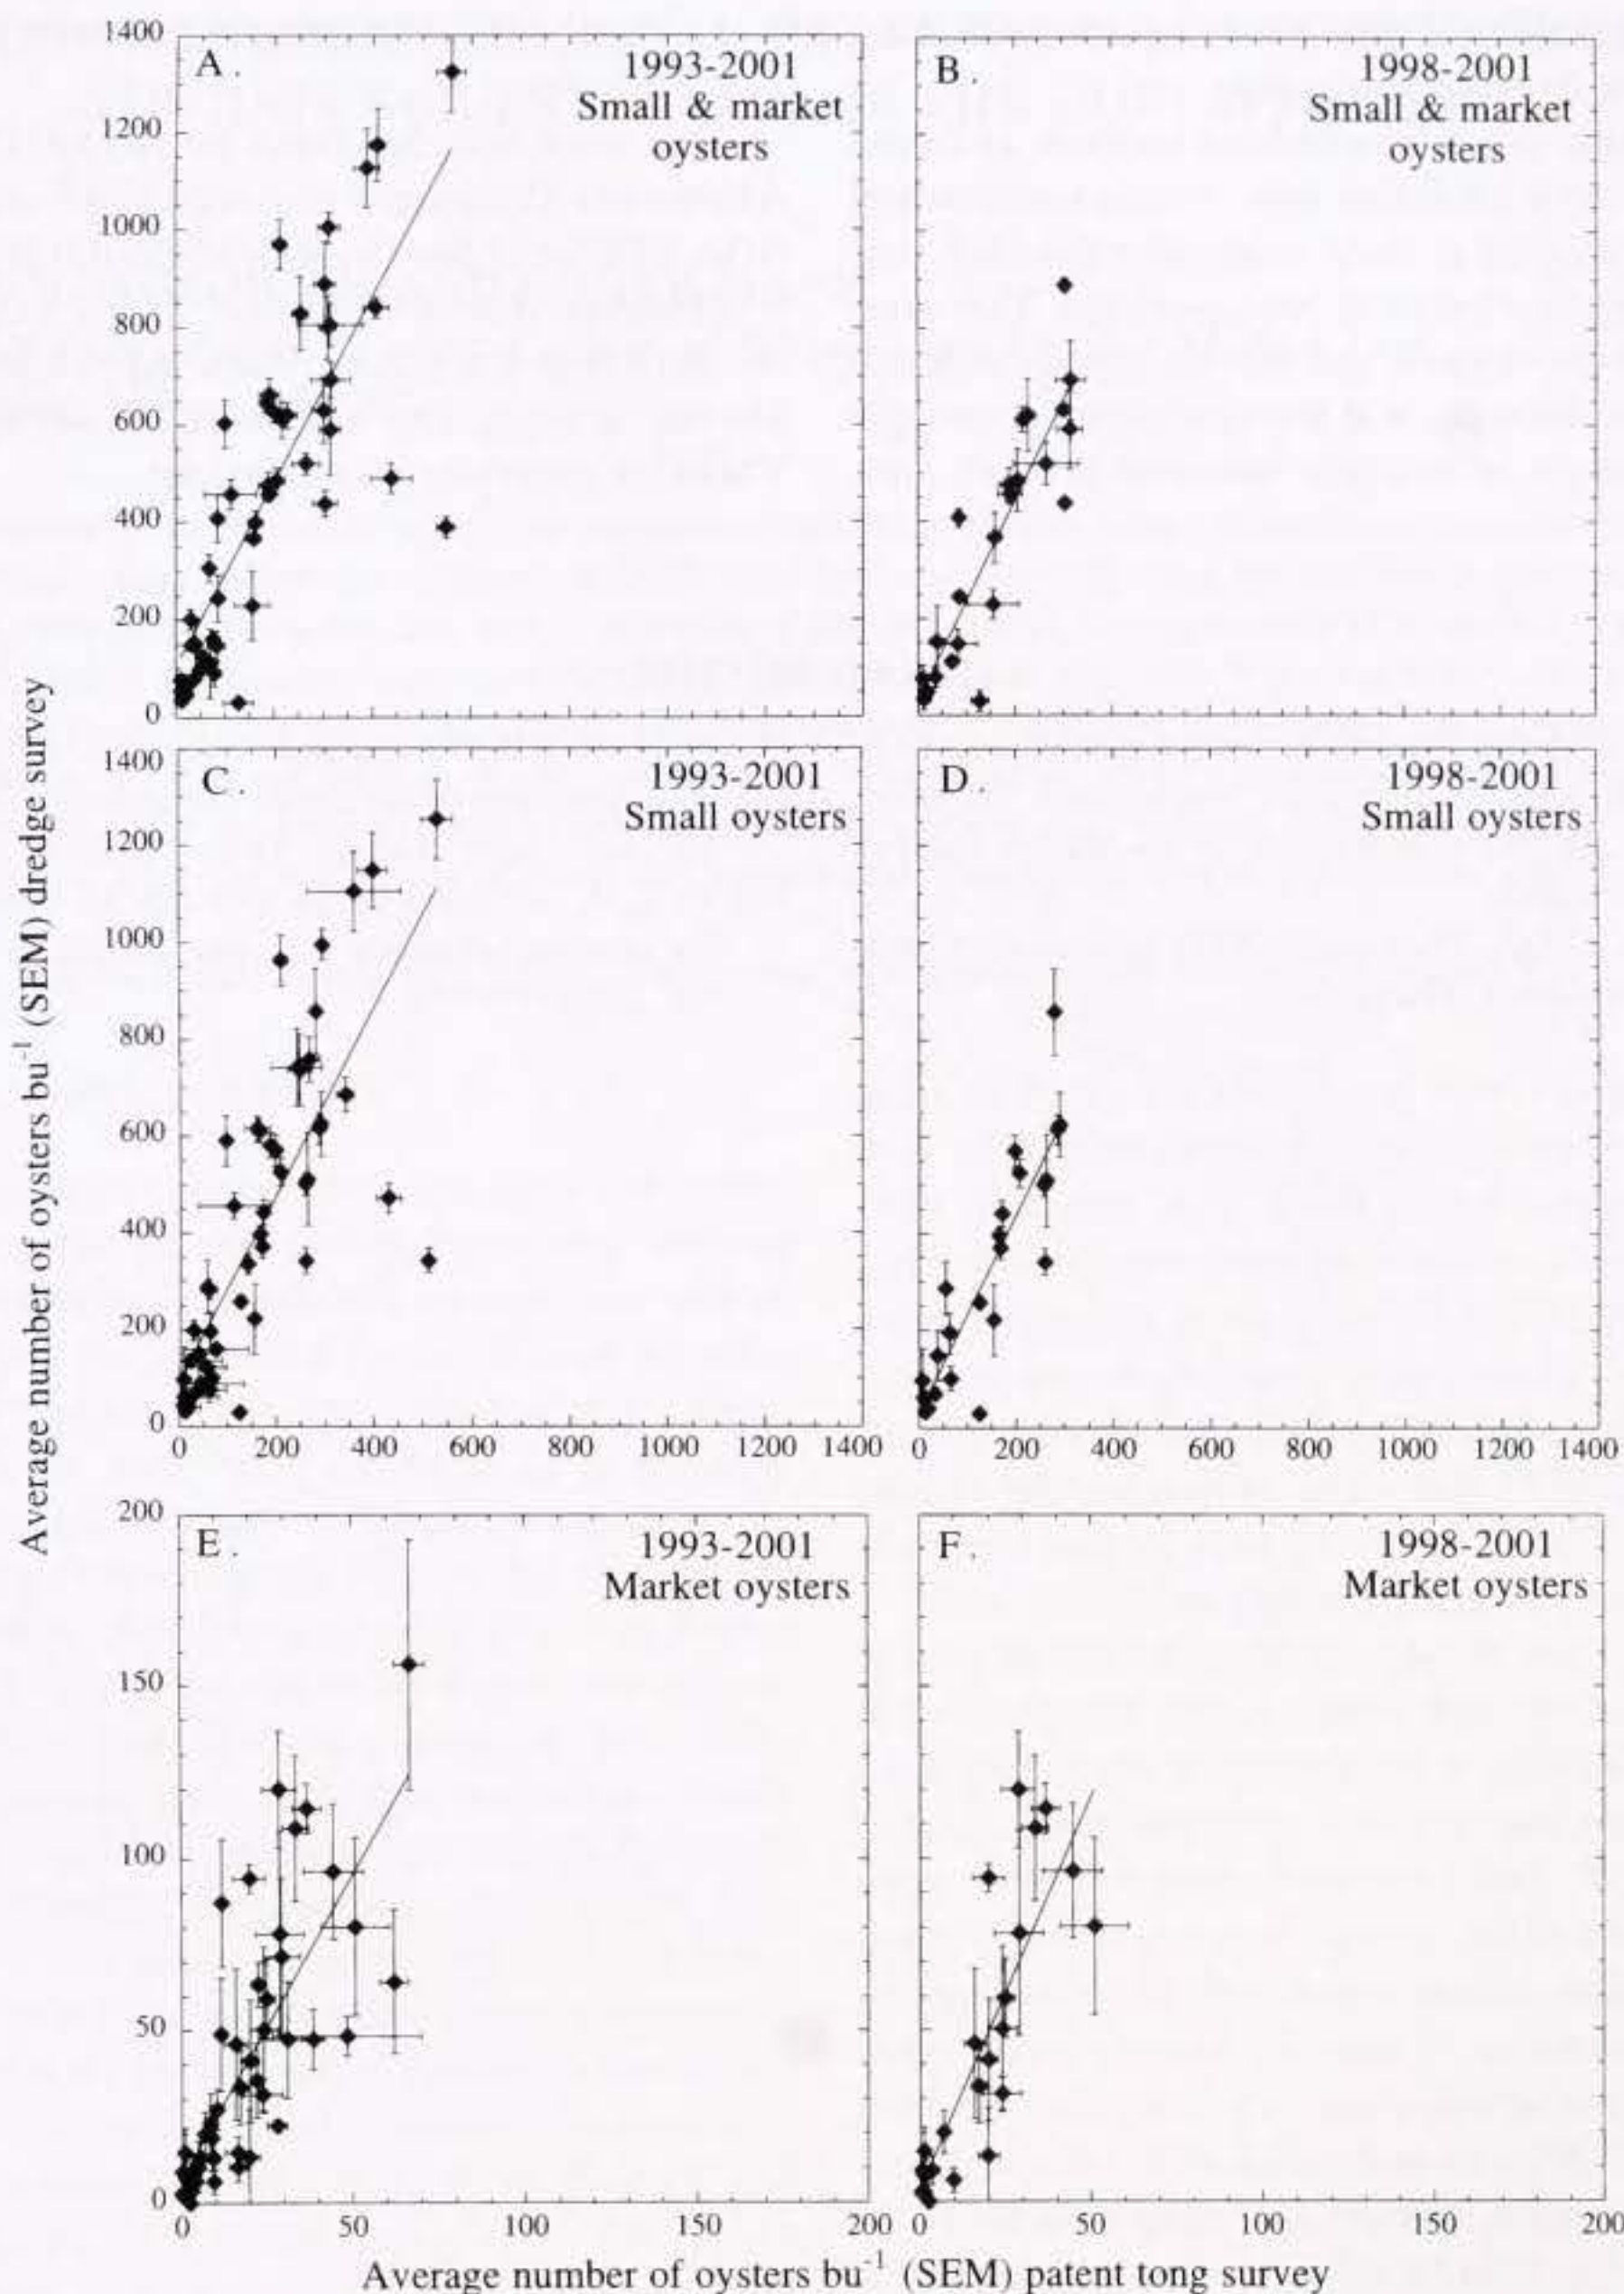 Average number of oysters bu⁻¹ (SEM) dredge survey
A.
1993-2001
Small & market
oysters
1400
1200
1000
800
600
400
200
0
B.
1998-2001
Small & market
oysters
C.
1993-2001
Small oysters
1400
1200
1000
800
600
400
200
0
0 200 400 600 800 1000 1200 1400
D.
1998-2001
Small oysters
0 200 400 600 800 1000 1200 1400
E.
1993-2001
Market oysters
200
150
100
50
0
0 50 100 150 200
F.
1998-2001
Market oysters
0 50 100 150 200
Average number of oysters bu⁻¹ (SEM) patent tong survey